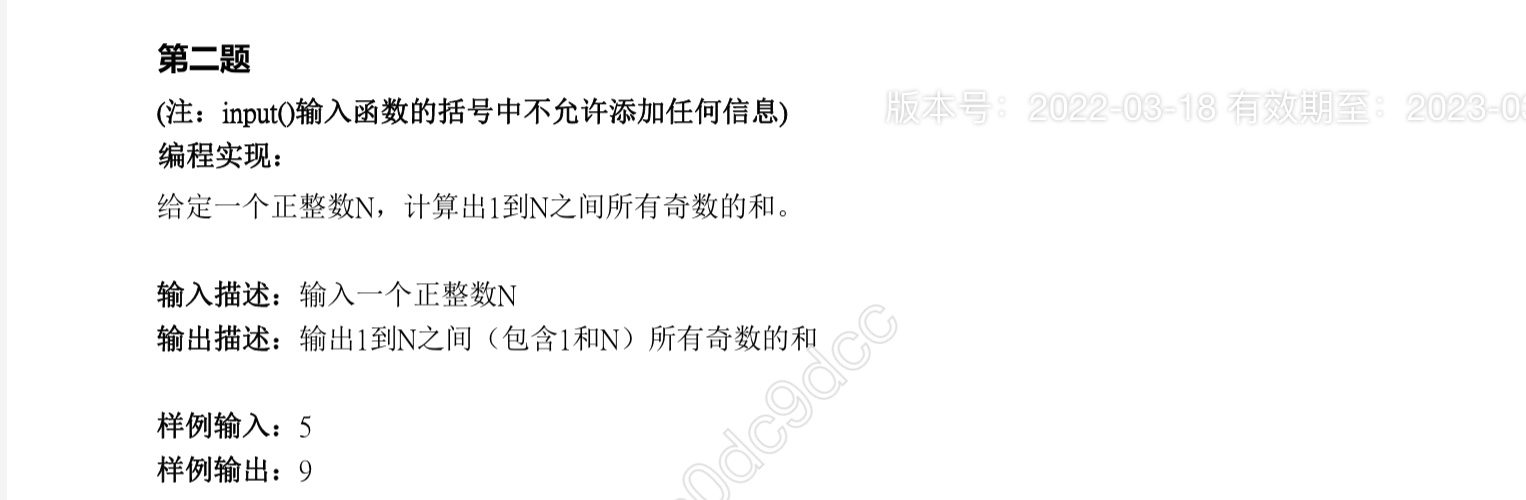 第二题
(注：input()输入函数的括号中不允许添加任何信息)
版本号：2022-03-18 有效期至：2023-03
编程实现：
给定一个正整数N，计算出1到N之间所有奇数的和。
输入描述：输入一个正整数N
输出描述：输出1到N之间（包含1和N）所有奇数的和
样例输入：5
样例输出：9
0dc9dcc